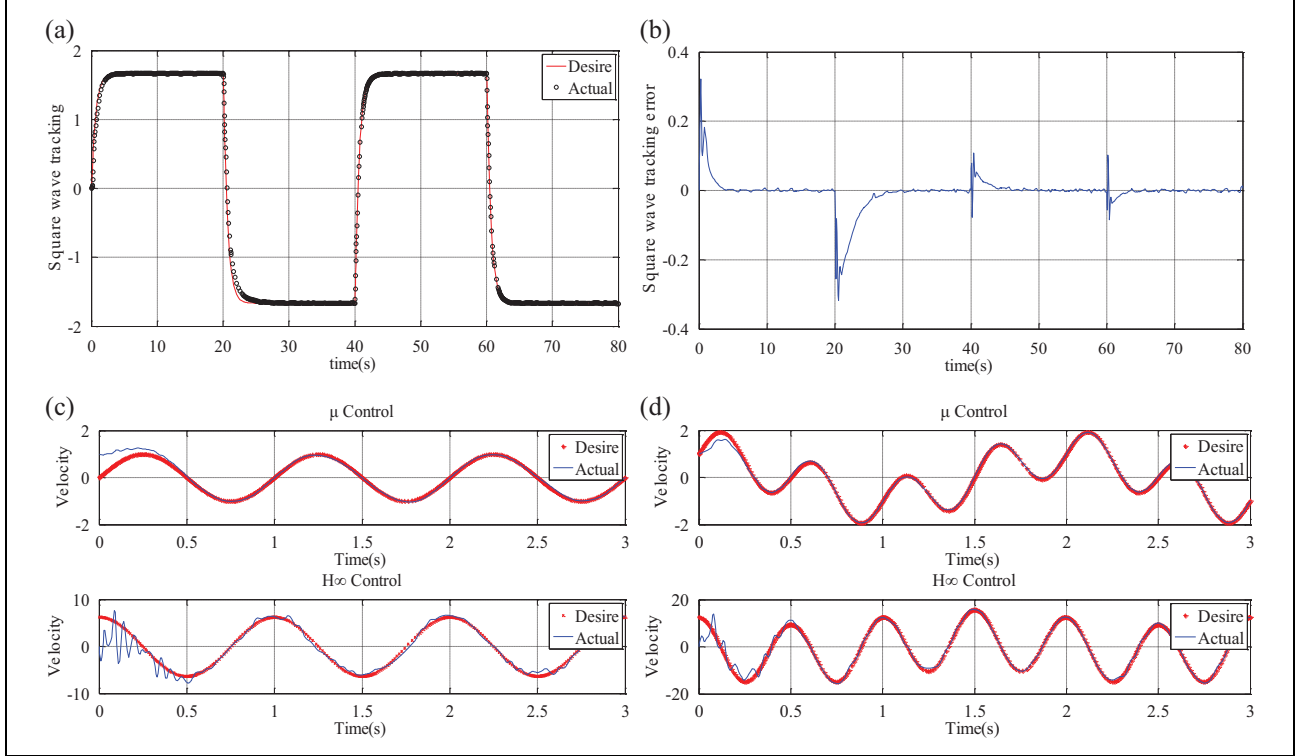 (a)
Square wave tracking
2
1
0
-1
-2
Desire
Actual
0 10 20 30 40 50 60 70 80
time(s)
(b)
Square wave tracking error
0.4
0.2
0
-0.2
-0.4
0 10 20 30 40 50 60 70 80
time(s)
(c)
μ Control
Velocity
2
0
-2
Desire
Actual
0 0.5 1 1.5 2 2.5 3
Time(s)
H∞ Control
Velocity
10
0
-10
Desire
Actual
0 0.5 1 1.5 2 2.5 3
Time(s)
(d)
μ Control
Velocity
2
0
-2
Desire
Actual
0 0.5 1 1.5 2 2.5 3
Time(s)
H∞ Control
Velocity
20
0
-20
Desire
Actual
0 0.5 1 1.5 2 2.5 3
Time(s)